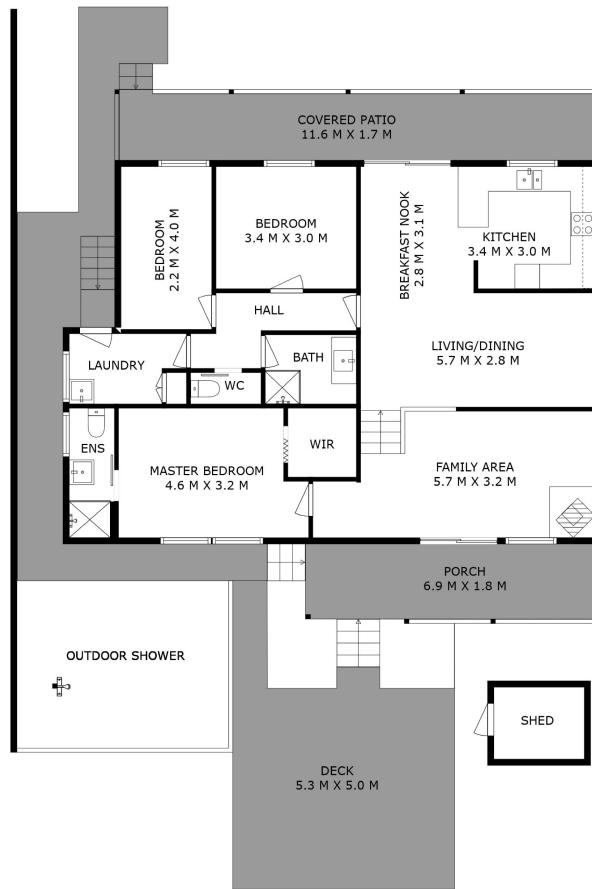 COVERED PATIO
11.6 M X 1.7 M
BEDROOM
2.2 M X 4.0 M
BEDROOM
3.4 M X 3.0 M
BREAKFAST NOOK
2.8 M X 3.1 M
KITCHEN
3.4 M X 3.0 M
HALL
LAUNDRY
WC
BATH
LIVING/DINING
5.7 M X 2.8 M
ENS
MASTER BEDROOM
4.6 M X 3.2 M
WIR
FAMILY AREA
5.7 M X 3.2 M
PORCH
6.9 M X 1.8 M
OUTDOOR SHOWER
SHED
DECK
5.3 M X 5.0 M